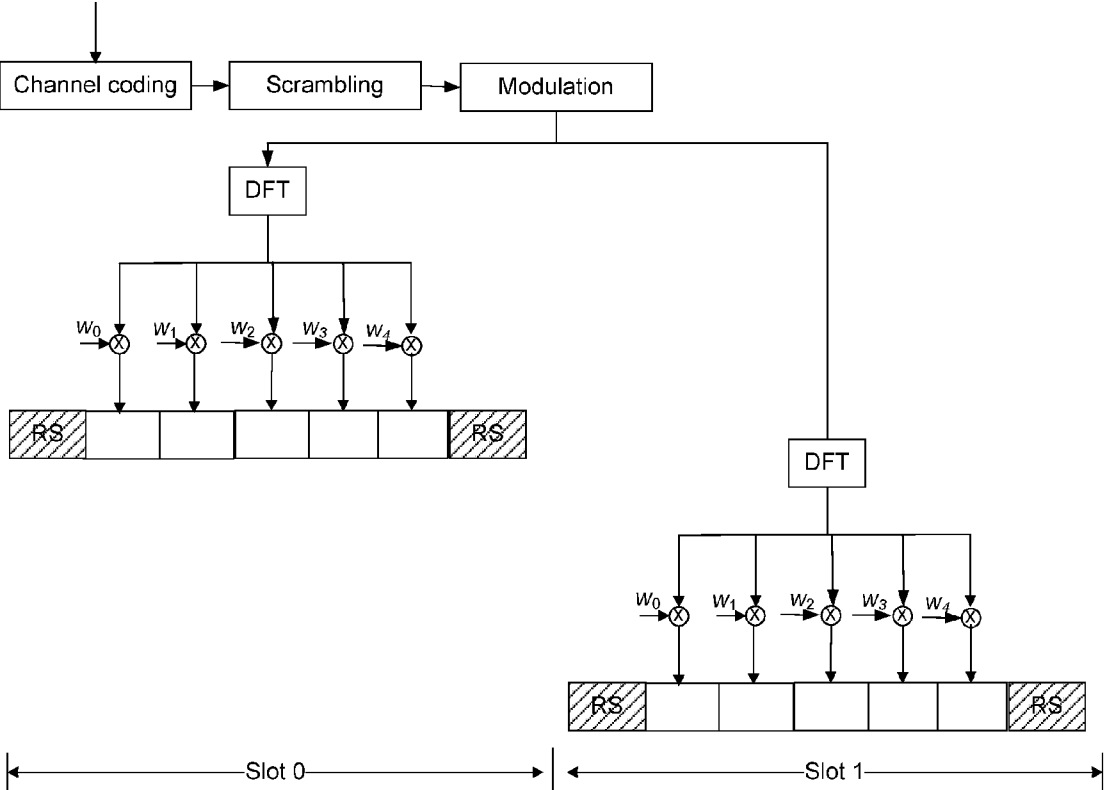 Channel coding Scrambling Modulation
DFT
W0 W1 W2 W3 W4
X X X X X
RS RS
DFT
W0 W1 W2 W3 W4
X X X X X
RS RS
Slot 0 Slot 1